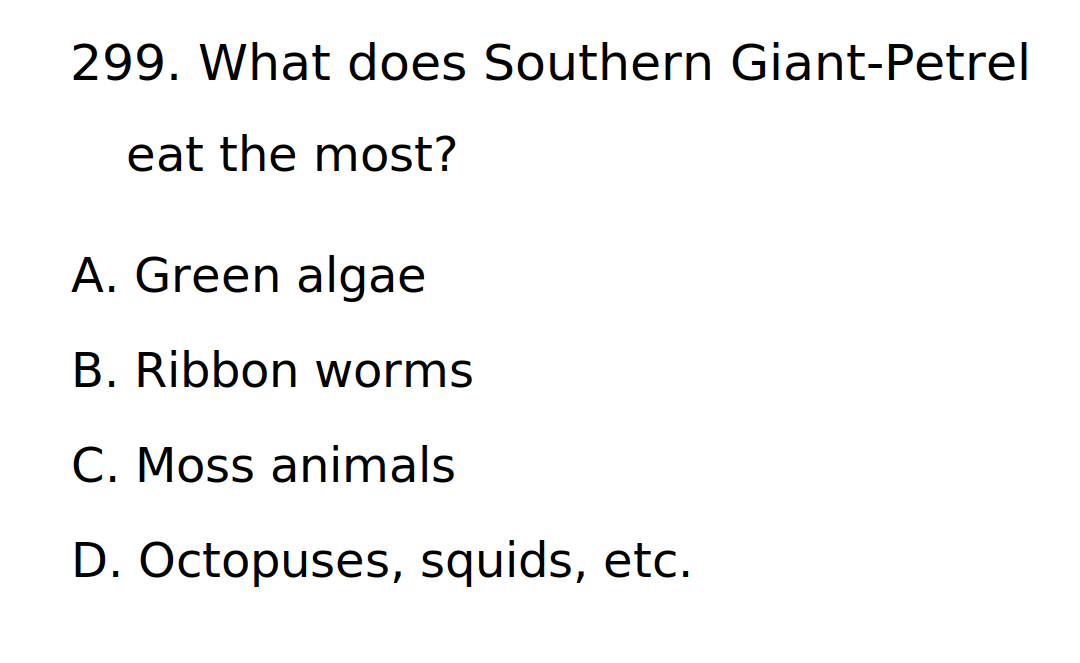 299. What does Southern Giant-Petrel
eat the most?
A. Green algae
B. Ribbon worms
C. Moss animals
D. Octopuses, squids, etc.